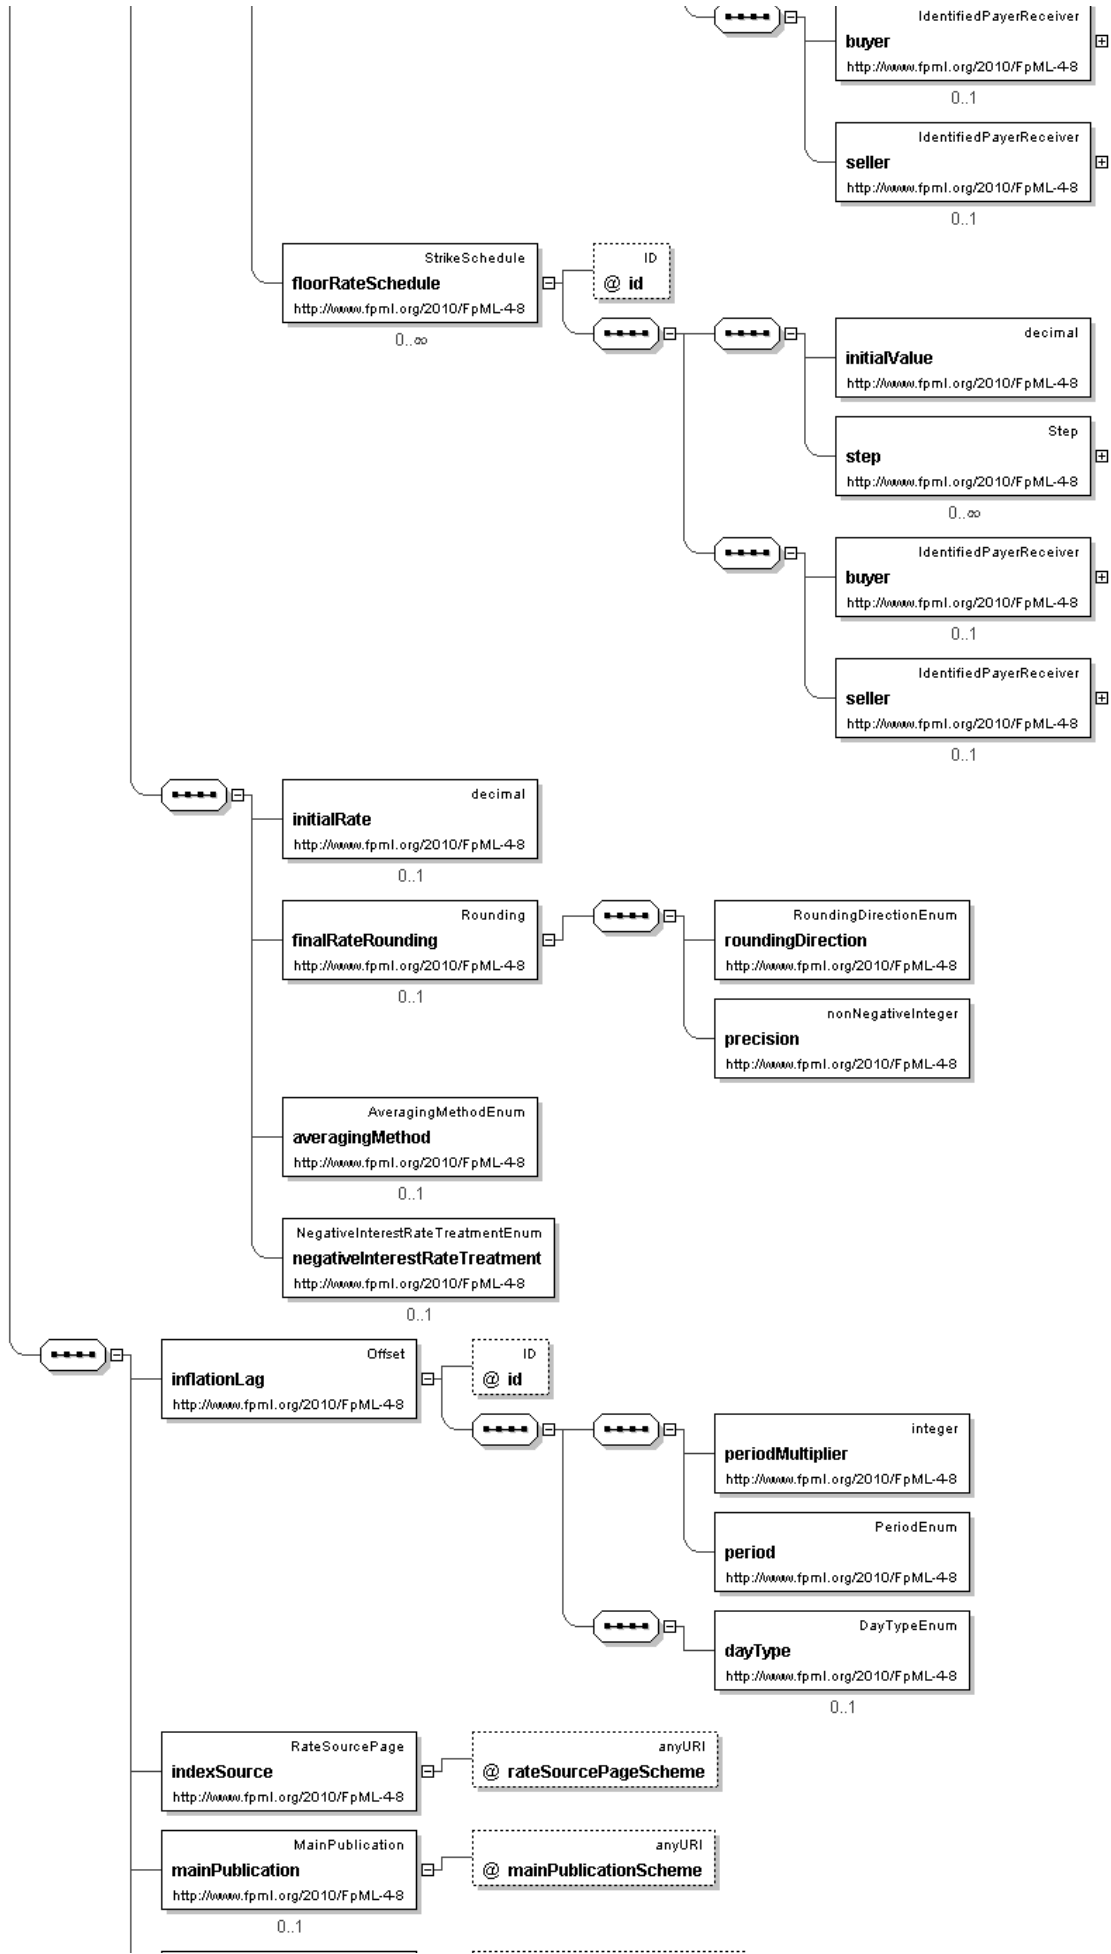 IdentifiedPayerReceiver
buyer
http://www.fpml.org/2010/FpML-4-8
0..1
IdentifiedPayerReceiver
seller
http://www.fpml.org/2010/FpML-4-8
0..1
StrikeSchedule
floorRateSchedule
http://www.fpml.org/2010/FpML-4-8
0..∞
ID
@ id
decimal
initialValue
http://www.fpml.org/2010/FpML-4-8
Step
step
http://www.fpml.org/2010/FpML-4-8
0..∞
IdentifiedPayerReceiver
buyer
http://www.fpml.org/2010/FpML-4-8
0..1
IdentifiedPayerReceiver
seller
http://www.fpml.org/2010/FpML-4-8
0..1
decimal
initialRate
http://www.fpml.org/2010/FpML-4-8
0..1
Rounding
finalRateRounding
http://www.fpml.org/2010/FpML-4-8
0..1
RoundingDirectionEnum
roundingDirection
http://www.fpml.org/2010/FpML-4-8
nonNegativeInteger
precision
http://www.fpml.org/2010/FpML-4-8
AveragingMethodEnum
averagingMethod
http://www.fpml.org/2010/FpML-4-8
0..1
NegativeInterestRateTreatmentEnum
negativeInterestRateTreatment
http://www.fpml.org/2010/FpML-4-8
0..1
Offset
inflationLag
http://www.fpml.org/2010/FpML-4-8
ID
@ id
integer
periodMultiplier
http://www.fpml.org/2010/FpML-4-8
PeriodEnum
period
http://www.fpml.org/2010/FpML-4-8
DayTypeEnum
dayType
http://www.fpml.org/2010/FpML-4-8
0..1
RateSourcePage
indexSource
http://www.fpml.org/2010/FpML-4-8
anyURI
@ rateSourcePageScheme
MainPublication
mainPublication
http://www.fpml.org/2010/FpML-4-8
0..1
anyURI
@ mainPublicationScheme